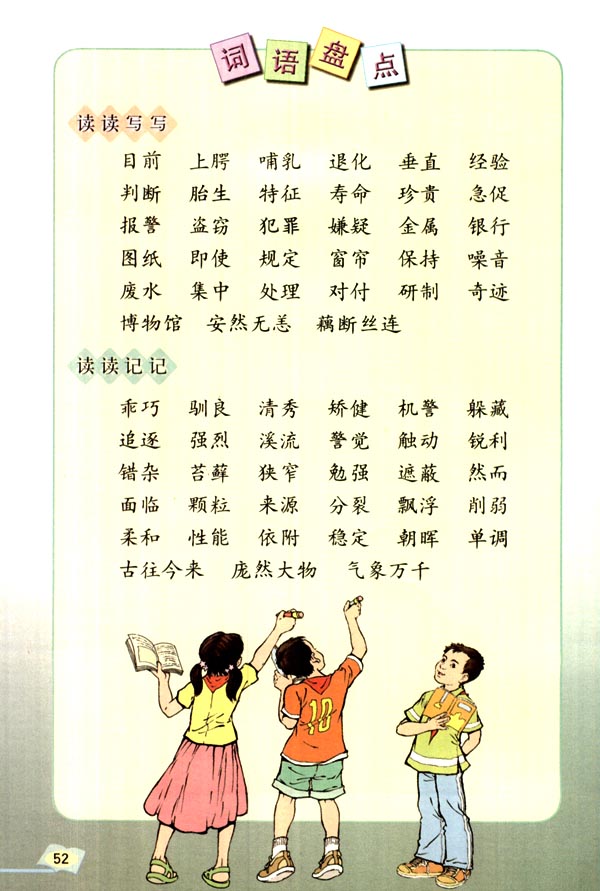 词语盘点
读读写写
目前 上腭 哺乳 退化 垂直 经验
判断 胎生 特征 寿命 珍贵 急促
报警 盗窃 犯罪 嫌疑 金属 银行
图纸 即使 规定 窗帘 保持 噪音
废水 集中 处理 对付 研制 奇迹
博物馆 安然无恙 藕断丝连
读读记记
乖巧 驯良 清秀 矫健 机警 躲藏
追逐 强烈 溪流 警觉 触动 锐利
错杂 苔藓 狭窄 勉强 遮蔽 然而
面临 颗粒 来源 分裂 飘浮 削弱
柔和 性能 依附 稳定 朝晖 单调
古往今来 庞然大物 气象万千
10
52